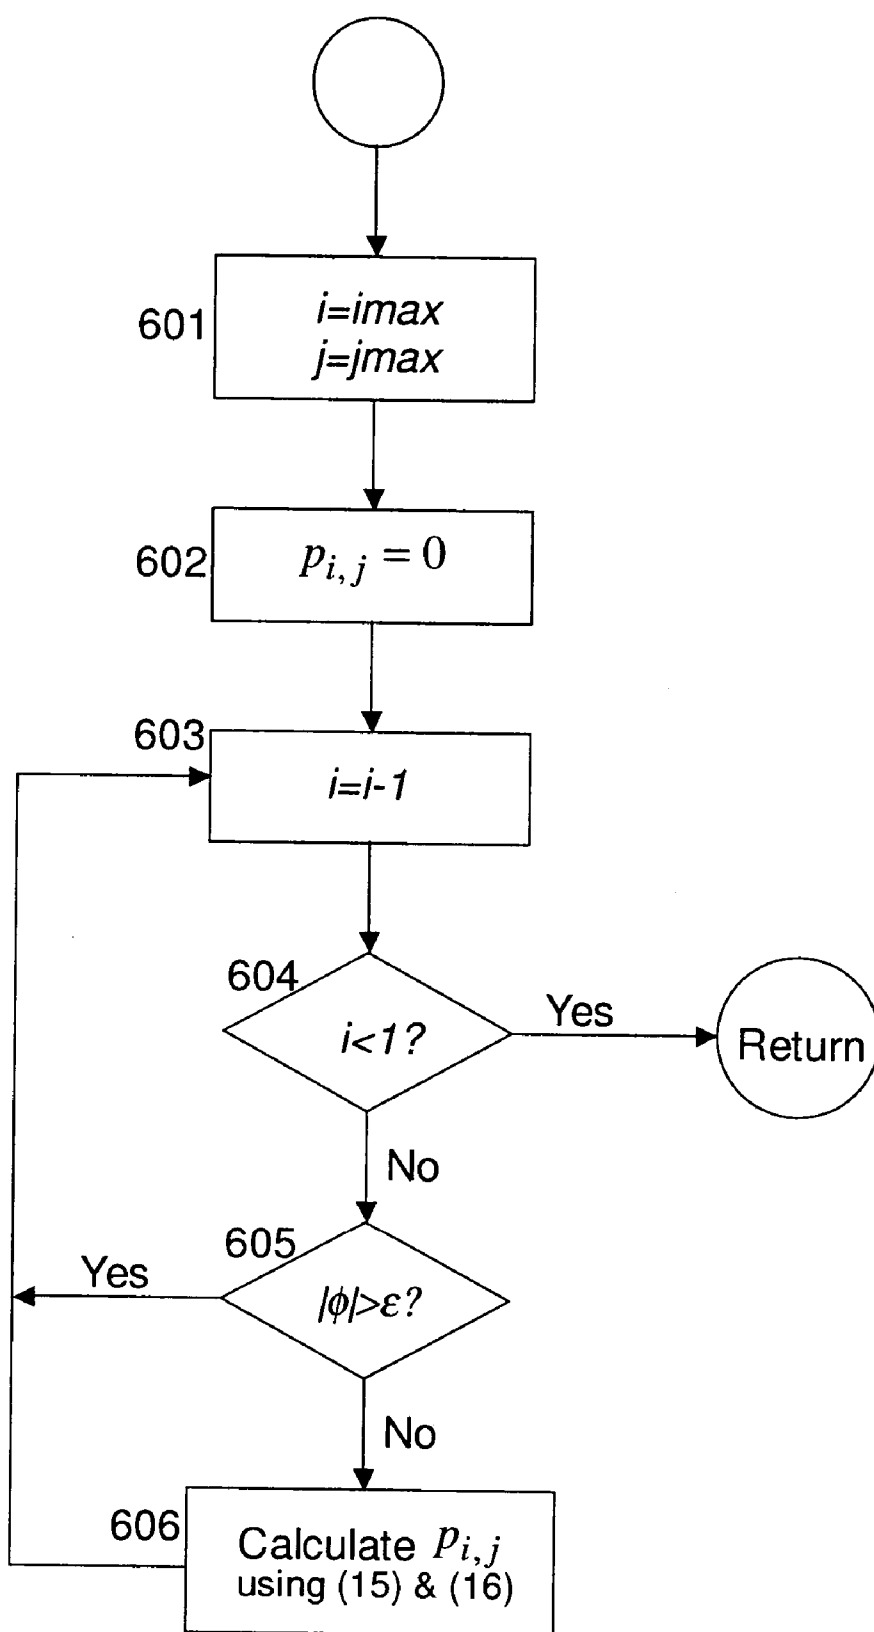 601
i=imax
j=jmax
602
p_{i,j} = 0
603
i=i-1
604
i<1?
Yes
Return
No
605
|ϕ|>ε?
Yes
No
606
Calculate p_{i,j}
using (15) & (16)